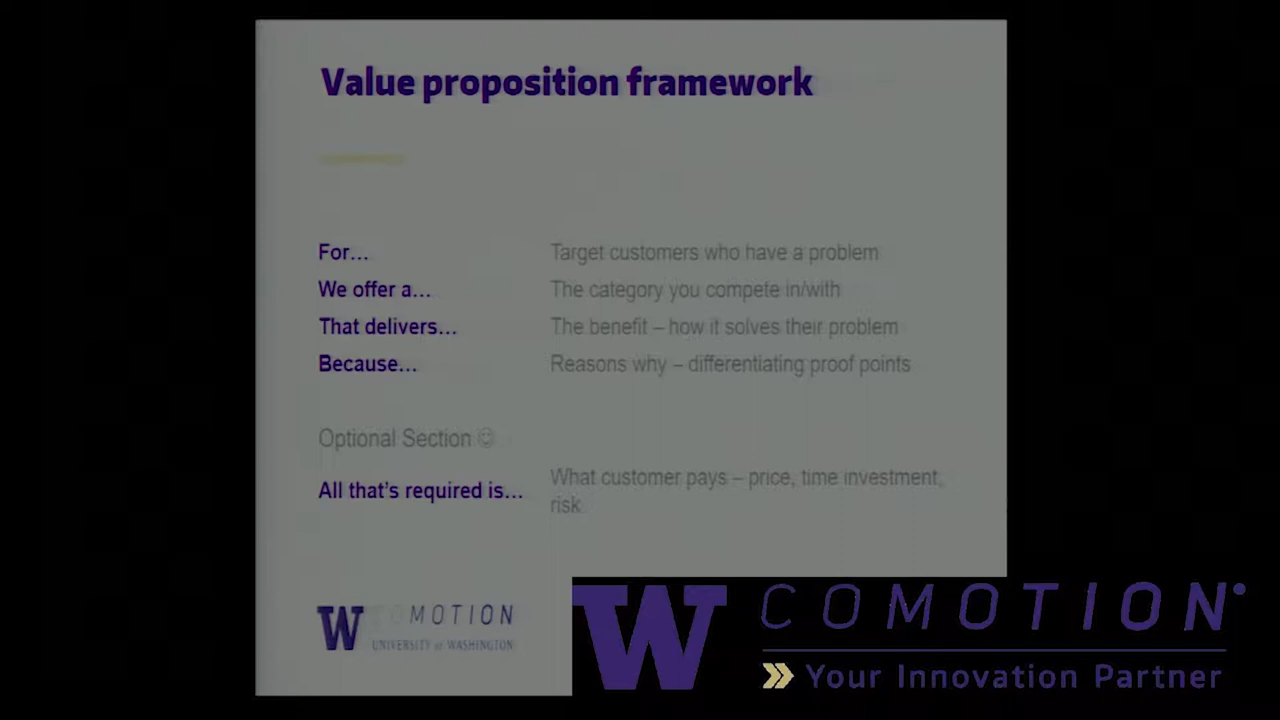 Value proposition framework
For... Target customers who have a problem
We offer a... The category you compete in/with
That delivers... The benefit – how it solves their problem
Because... Reasons why – differentiating proof points
Optional Section ☺
All that's required is... What customer pays – price, time investment,
risk.
W COMOTION
UNIVERSITY of WASHINGTON
W COMOTION
Your Innovation Partner